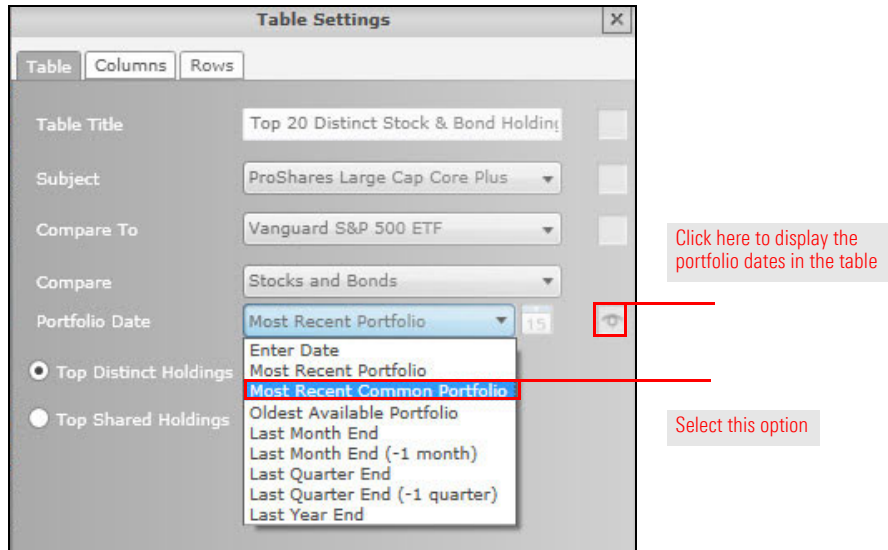 Table Settings
Table Columns Rows
Table Title Top 20 Distinct Stock & Bond Holding
Subject ProShares Large Cap Core Plus
Compare To Vanguard S&P 500 ETF
Compare Stocks and Bonds
Portfolio Date Most Recent Portfolio 15
Enter Date
Most Recent Portfolio
Most Recent Common Portfolio
Oldest Available Portfolio
Last Month End
Last Month End (-1 month)
Last Quarter End
Last Quarter End (-1 quarter)
Last Year End
Top Distinct Holdings
Top Shared Holdings
Click here to display the
portfolio dates in the table
Select this option